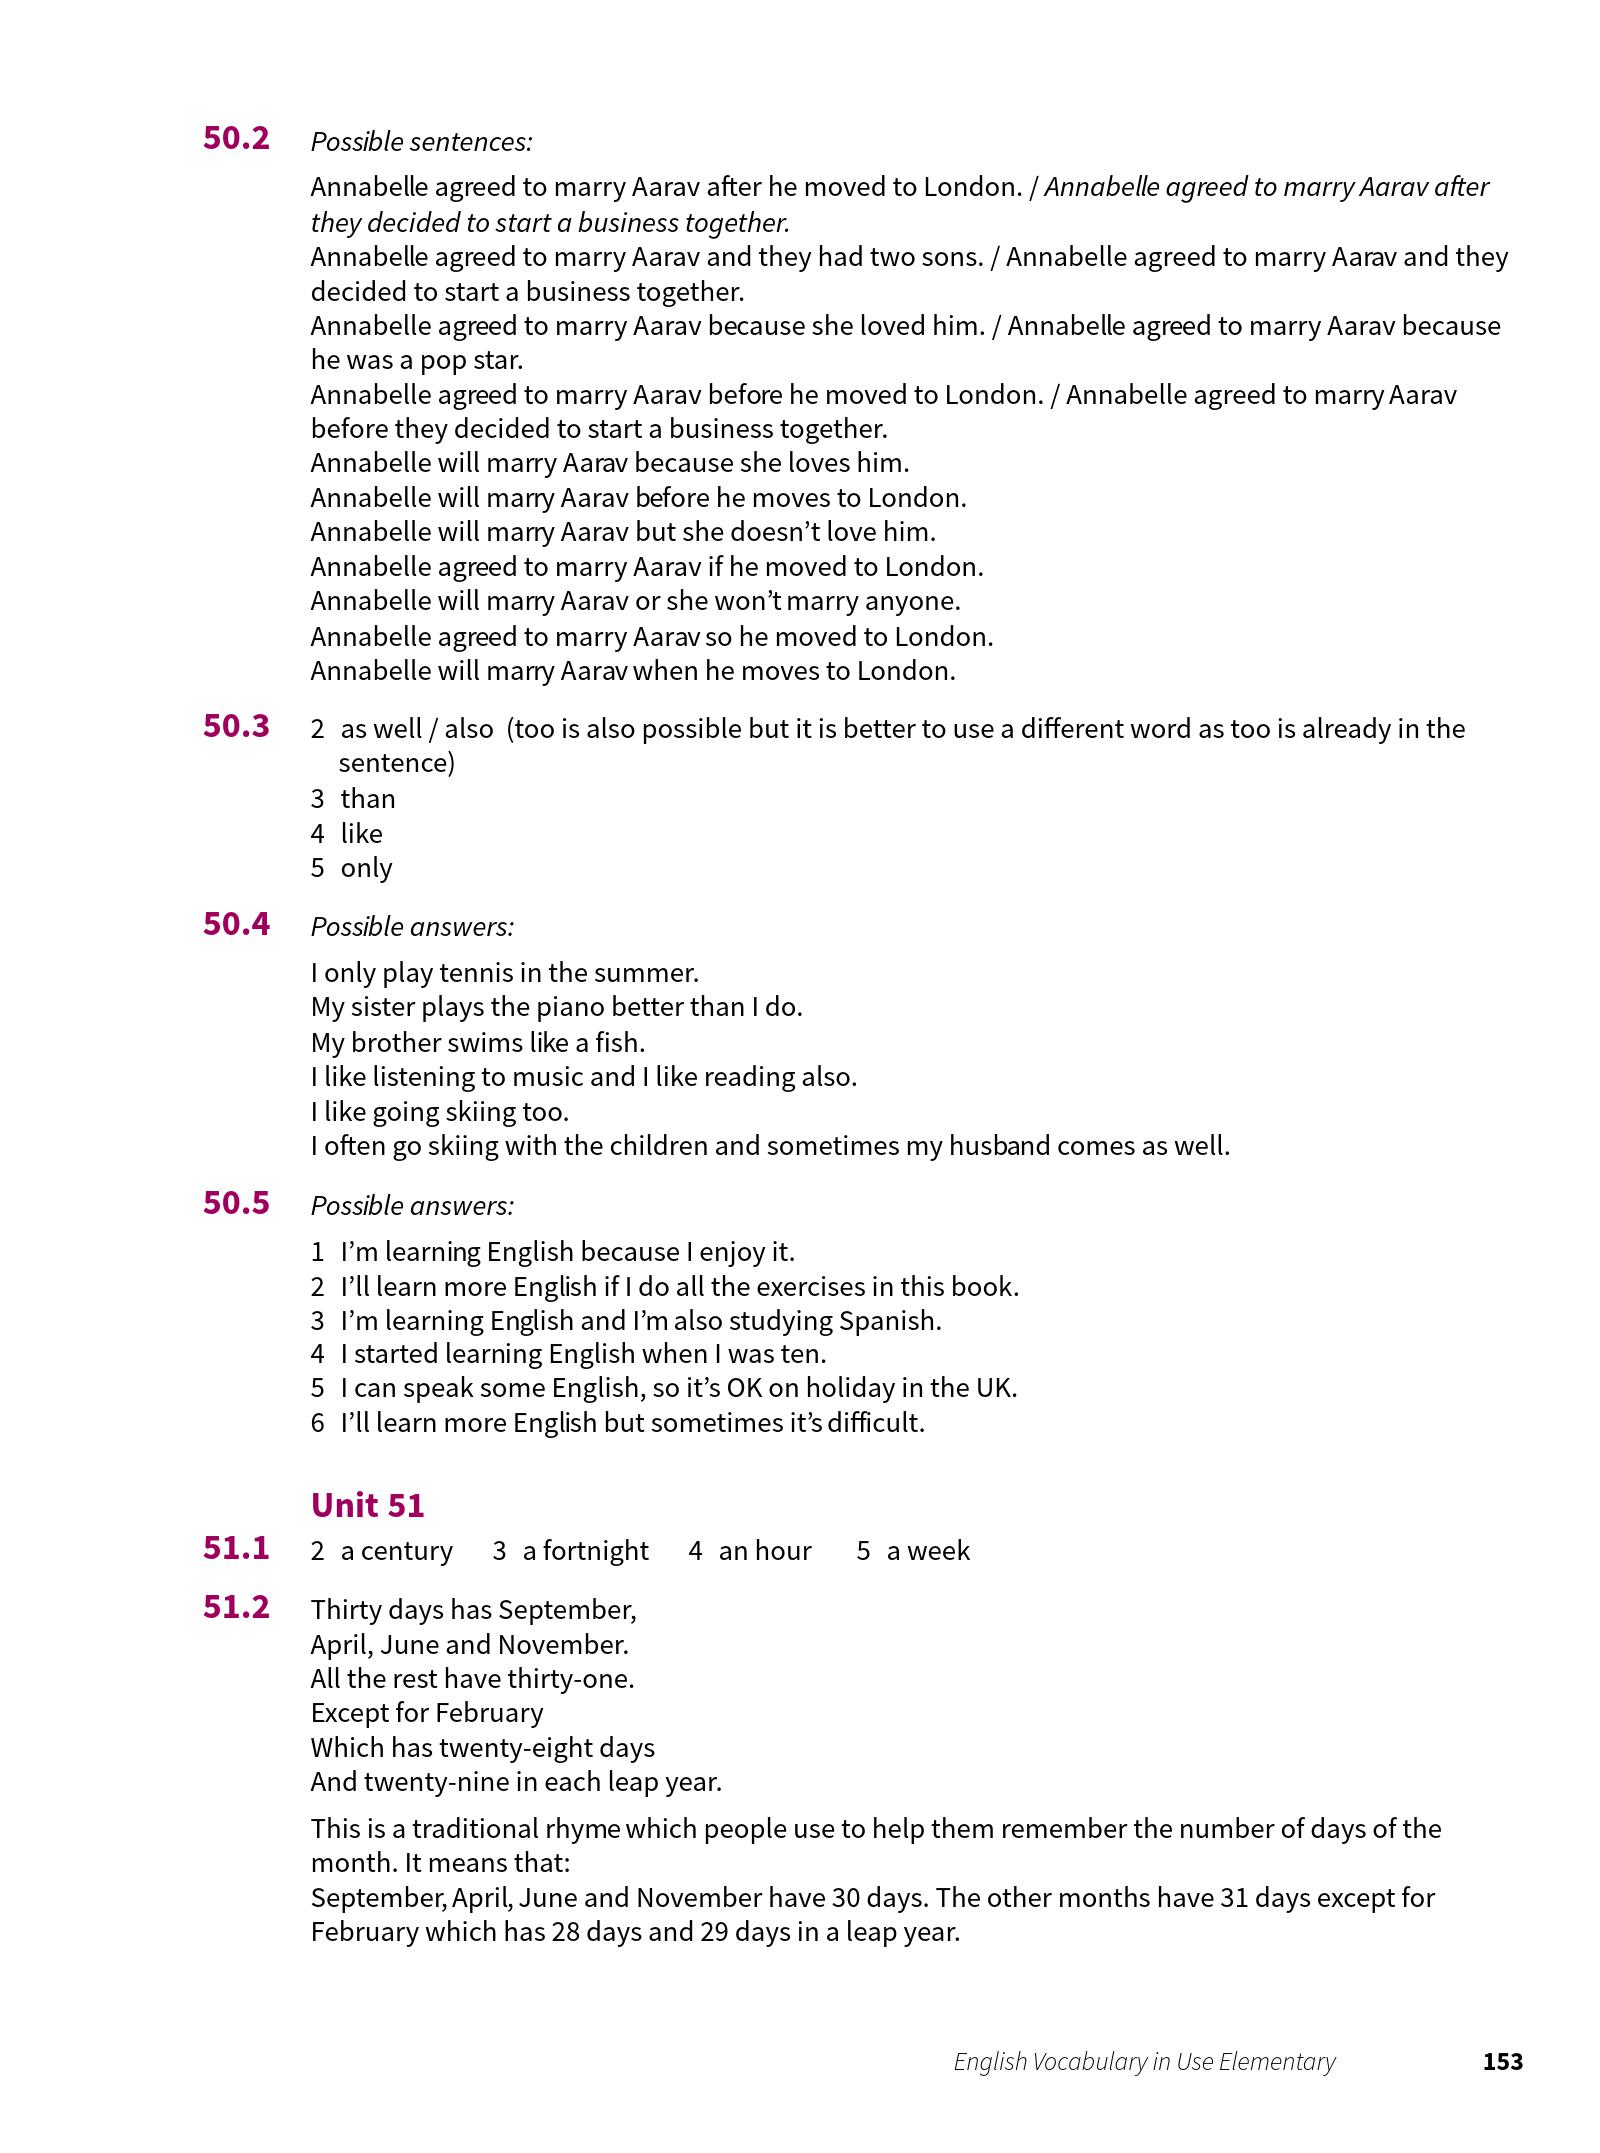 50.2 Possible sentences:
Annabelle agreed to marry Aarav after he moved to London. / Annabelle agreed to marry Aarav after
they decided to start a business together.
Annabelle agreed to marry Aarav and they had two sons. / Annabelle agreed to marry Aarav and they
decided to start a business together.
Annabelle agreed to marry Aarav because she loved him. / Annabelle agreed to marry Aarav because
he was a pop star.
Annabelle agreed to marry Aarav before he moved to London. / Annabelle agreed to marry Aarav
before they decided to start a business together.
Annabelle will marry Aarav because she loves him.
Annabelle will marry Aarav before he moves to London.
Annabelle will marry Aarav but she doesn’t love him.
Annabelle agreed to marry Aarav if he moved to London.
Annabelle will marry Aarav or she won’t marry anyone.
Annabelle agreed to marry Aarav so he moved to London.
Annabelle will marry Aarav when he moves to London.
50.3 2 as well / also (too is also possible but it is better to use a different word as too is already in the
sentence)
3 than
4 like
5 only
50.4 Possible answers:
I only play tennis in the summer.
My sister plays the piano better than I do.
My brother swims like a fish.
I like listening to music and I like reading also.
I like going skiing too.
I often go skiing with the children and sometimes my husband comes as well.
50.5 Possible answers:
1 I’m learning English because I enjoy it.
2 I’ll learn more English if I do all the exercises in this book.
3 I’m learning English and I’m also studying Spanish.
4 I started learning English when I was ten.
5 I can speak some English, so it’s OK on holiday in the UK.
6 I’ll learn more English but sometimes it’s difficult.
Unit 51
51.1 2 a century 3 a fortnight 4 an hour 5 a week
51.2 Thirty days has September,
April, June and November.
All the rest have thirty-one.
Except for February
Which has twenty-eight days
And twenty-nine in each leap year.
This is a traditional rhyme which people use to help them remember the number of days of the
month. It means that:
September, April, June and November have 30 days. The other months have 31 days except for
February which has 28 days and 29 days in a leap year.
English Vocabulary in Use Elementary 153